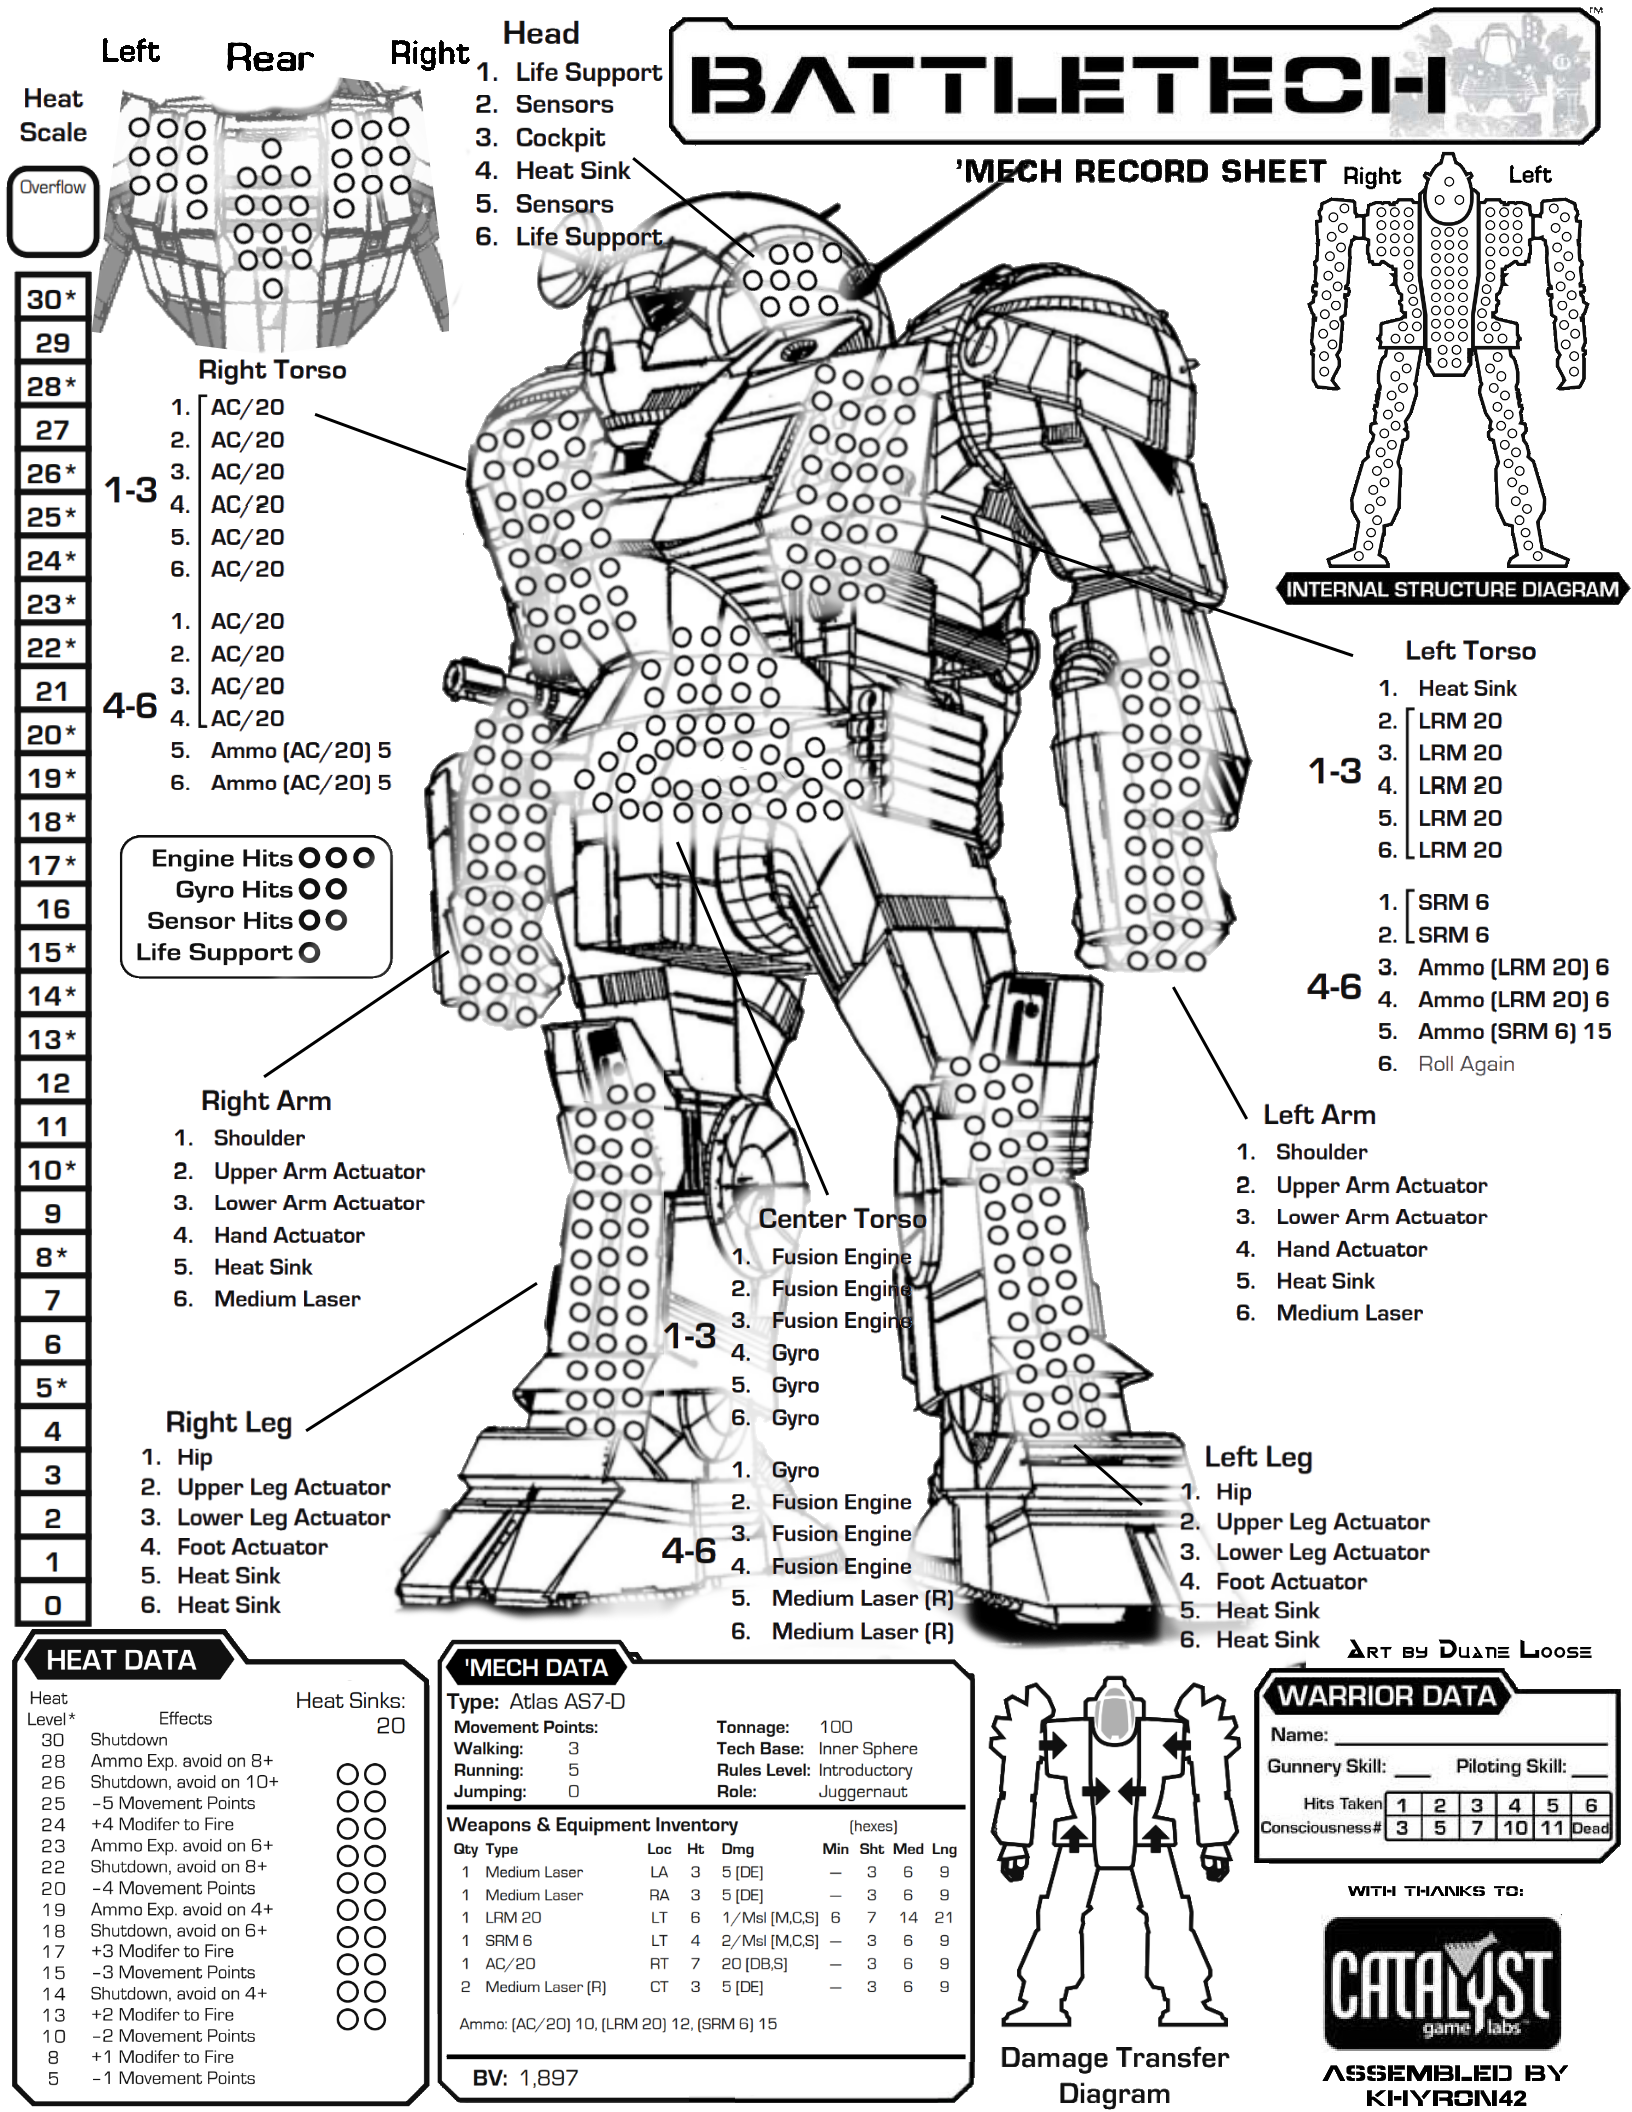 Left Rear Right
Heat
Scale
Overflow
30*
29
28*
27
26*
25*
24*
23*
22*
21
20*
19*
18*
17*
16
15*
14*
13*
12
11
10*
9
8*
7
6
5*
4
3
2
1
0
Head
1. Life Support
2. Sensors
3. Cockpit
4. Heat Sink
5. Sensors
6. Life Support
BATTLETECH
TM
'MECH RECORD SHEET
Right Left
INTERNAL STRUCTURE DIAGRAM
Right Torso
1-3
1. AC/20
2. AC/20
3. AC/20
4. AC/20
5. AC/20
6. AC/20
4-6
1. AC/20
2. AC/20
3. AC/20
4. AC/20
5. Ammo (AC/20) 5
6. Ammo (AC/20) 5
Engine Hits
Gyro Hits
Sensor Hits
Life Support
Left Torso
1-3
1. Heat Sink
2. LRM 20
3. LRM 20
4. LRM 20
5. LRM 20
6. LRM 20
4-6
1. SRM 6
2. SRM 6
3. Ammo (LRM 20) 6
4. Ammo (LRM 20) 6
5. Ammo (SRM 6) 15
6. Roll Again
Right Arm
1. Shoulder
2. Upper Arm Actuator
3. Lower Arm Actuator
4. Hand Actuator
5. Heat Sink
6. Medium Laser
Left Arm
1. Shoulder
2. Upper Arm Actuator
3. Lower Arm Actuator
4. Hand Actuator
5. Heat Sink
6. Medium Laser
Center Torso
1-3
1. Fusion Engine
2. Fusion Engine
3. Fusion Engine
4. Gyro
5. Gyro
6. Gyro
4-6
1. Gyro
2. Fusion Engine
3. Fusion Engine
4. Fusion Engine
5. Medium Laser (R)
6. Medium Laser (R)
Right Leg
1. Hip
2. Upper Leg Actuator
3. Lower Leg Actuator
4. Foot Actuator
5. Heat Sink
6. Heat Sink
Left Leg
1. Hip
2. Upper Leg Actuator
3. Lower Leg Actuator
4. Foot Actuator
5. Heat Sink
6. Heat Sink
Art by Duane Loose
HEAT DATA
Heat
Level* Effects
Heat Sinks:
20
30 Shutdown
28 Ammo Exp. avoid on 8+
26 Shutdown, avoid on 10+
25 -5 Movement Points
24 +4 Modifer to Fire
23 Ammo Exp. avoid on 6+
22 Shutdown, avoid on 8+
20 -4 Movement Points
19 Ammo Exp. avoid on 4+
18 Shutdown, avoid on 6+
17 +3 Modifer to Fire
15 -3 Movement Points
14 Shutdown, avoid on 4+
13 +2 Modifer to Fire
10 -2 Movement Points
8 +1 Modifer to Fire
5 -1 Movement Points
'MECH DATA
Type: Atlas AS7-D
Movement Points: Tonnage: 100
Walking: 3 Tech Base: Inner Sphere
Running: 5 Rules Level: Introductory
Jumping: 0 Role: Juggernaut
Weapons & Equipment Inventory (hexes)
Qty Type Loc Ht Dmg Min Sht Med Lng
1 Medium Laser LA 3 5 [DE] — 3 6 9
1 Medium Laser RA 3 5 [DE] — 3 6 9
1 LRM 20 LT 6 1/Msl [M,C,S] 6 7 14 21
1 SRM 6 LT 4 2/Msl [M,C,S] — 3 6 9
1 AC/20 RT 7 20 [DB,S] — 3 6 9
2 Medium Laser (R) CT 3 5 [DE] — 3 6 9
Ammo: (AC/20) 10, (LRM 20) 12, (SRM 6) 15
BV: 1,897
Damage Transfer
Diagram
WARRIOR DATA
Name:
Gunnery Skill: Piloting Skill:
Hits Taken 1 2 3 4 5 6
Consciousness# 3 5 7 10 11 Dead
WITH THANKS TO:
CATALYST
game labs
ASSEMBLED BY
KHYRON42